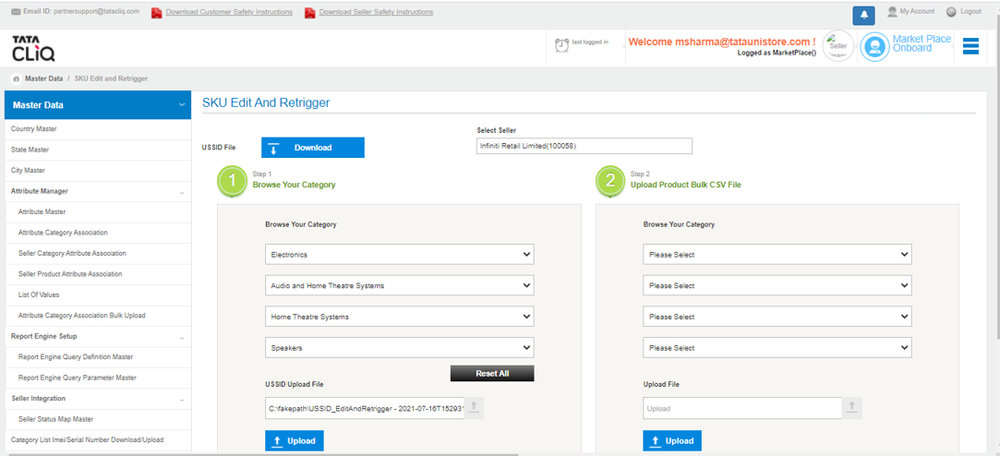 Email ID: partnersupport@tatacliq.com
Download Customer Safety Instructions
Download Seller Safety Instructions
My Account
Logout
TATA
CLiQ
last logged in
Welcome msharma@tataunistore.com !
Logged as MarketPlace()
Seller
Market Place
Onboard
Master Data / SKU Edit and Retrigger
Master Data
Country Master
State Master
City Master
Attribute Manager
Attribute Master
Attribute Category Association
Seller Category Attribute Association
Seller Product Attribute Association
List Of Values
Attribute Category Association Bulk Upload
Report Engine Setup
Report Engine Query Definition Master
Report Engine Query Parameter Master
Seller Integration
Seller Status Map Master
Category List Imei/Serial Number Download/Upload
SKU Edit And Retrigger
USSID File
Download
Select Seller
Infiniti Retail Limited(100058)
1
Step 1
Browse Your Category
Browse Your Category
Electronics
Audio and Home Theatre Systems
Home Theatre Systems
Speakers
Reset All
USSID Upload File
C:\fakepath\USSID_EditAndRetrigger - 2021-07-16T152931
Upload
2
Step 2
Upload Product Bulk CSV File
Browse Your Category
Please Select
Please Select
Please Select
Please Select
Upload File
Upload
Upload